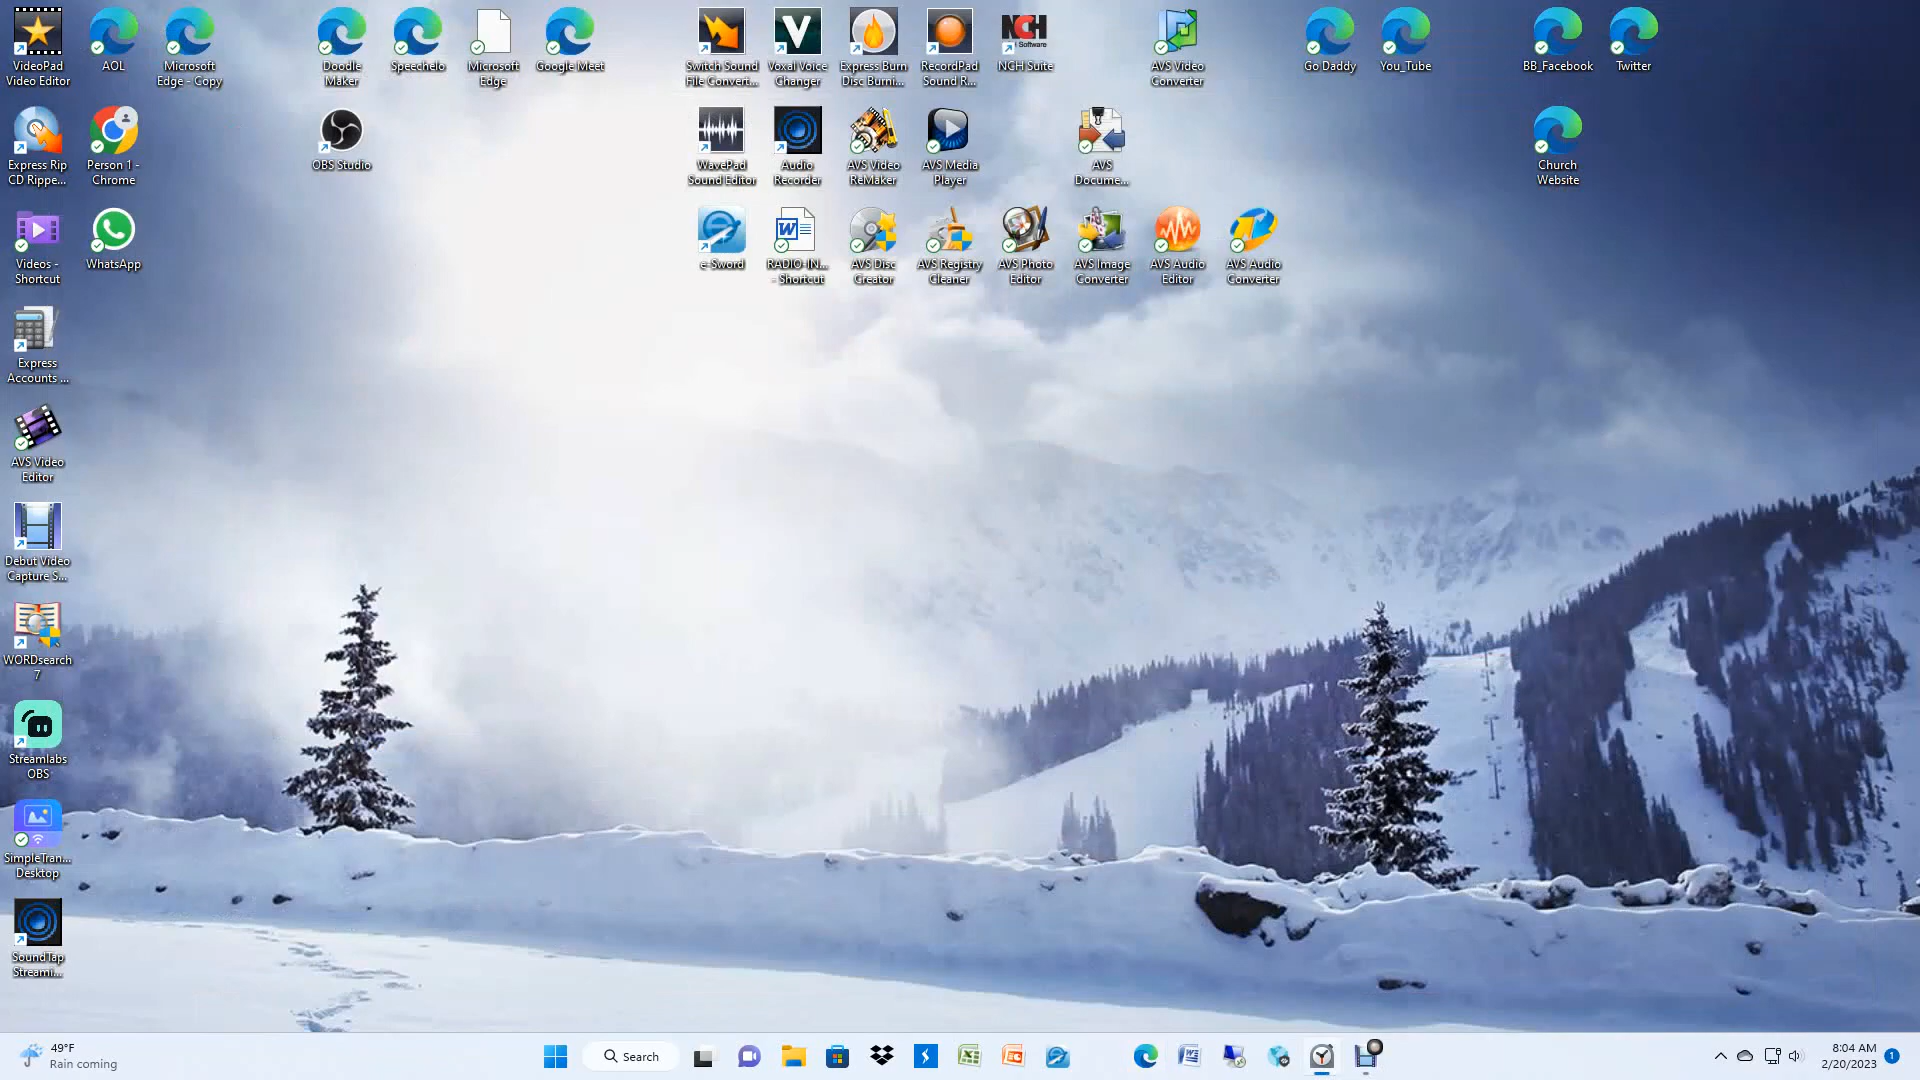 VideoPad
Video Editor
AOL
Microsoft
Edge - Copy
Doodle
Maker
Speechelo
Microsoft
Edge
Google Meet
Switch Sound
File Convert...
Voxal Voice
Changer
Express Burn
Disc Burni...
RecordPad
Sound R...
NCH
Software
NCH Suite
AVS Video
Converter
Go Daddy
You_Tube
BB_Facebook
Twitter
Express Rip
CD Rippe...
Person 1 -
Chrome
OBS Studio
WavePad
Sound Editor
Audio
Recorder
AVS Video
ReMaker
AVS Media
Player
AVS
Docume...
Church
Website
Videos -
Shortcut
WhatsApp
e-Sword
RADIO-IN...
- Shortcut
AVS Disc
Creator
AVS Registry
Cleaner
AVS Photo
Editor
AVS Image
Converter
AVS Audio
Editor
AVS Audio
Converter
Express
Accounts ...
AVS Video
Editor
Debut Video
Capture S...
WORDsearch
7
Streamlabs
OBS
SimpleTran...
Desktop
SoundTap
Streami...
49°F
Rain coming
Search
8:04 AM
2/20/2023
1